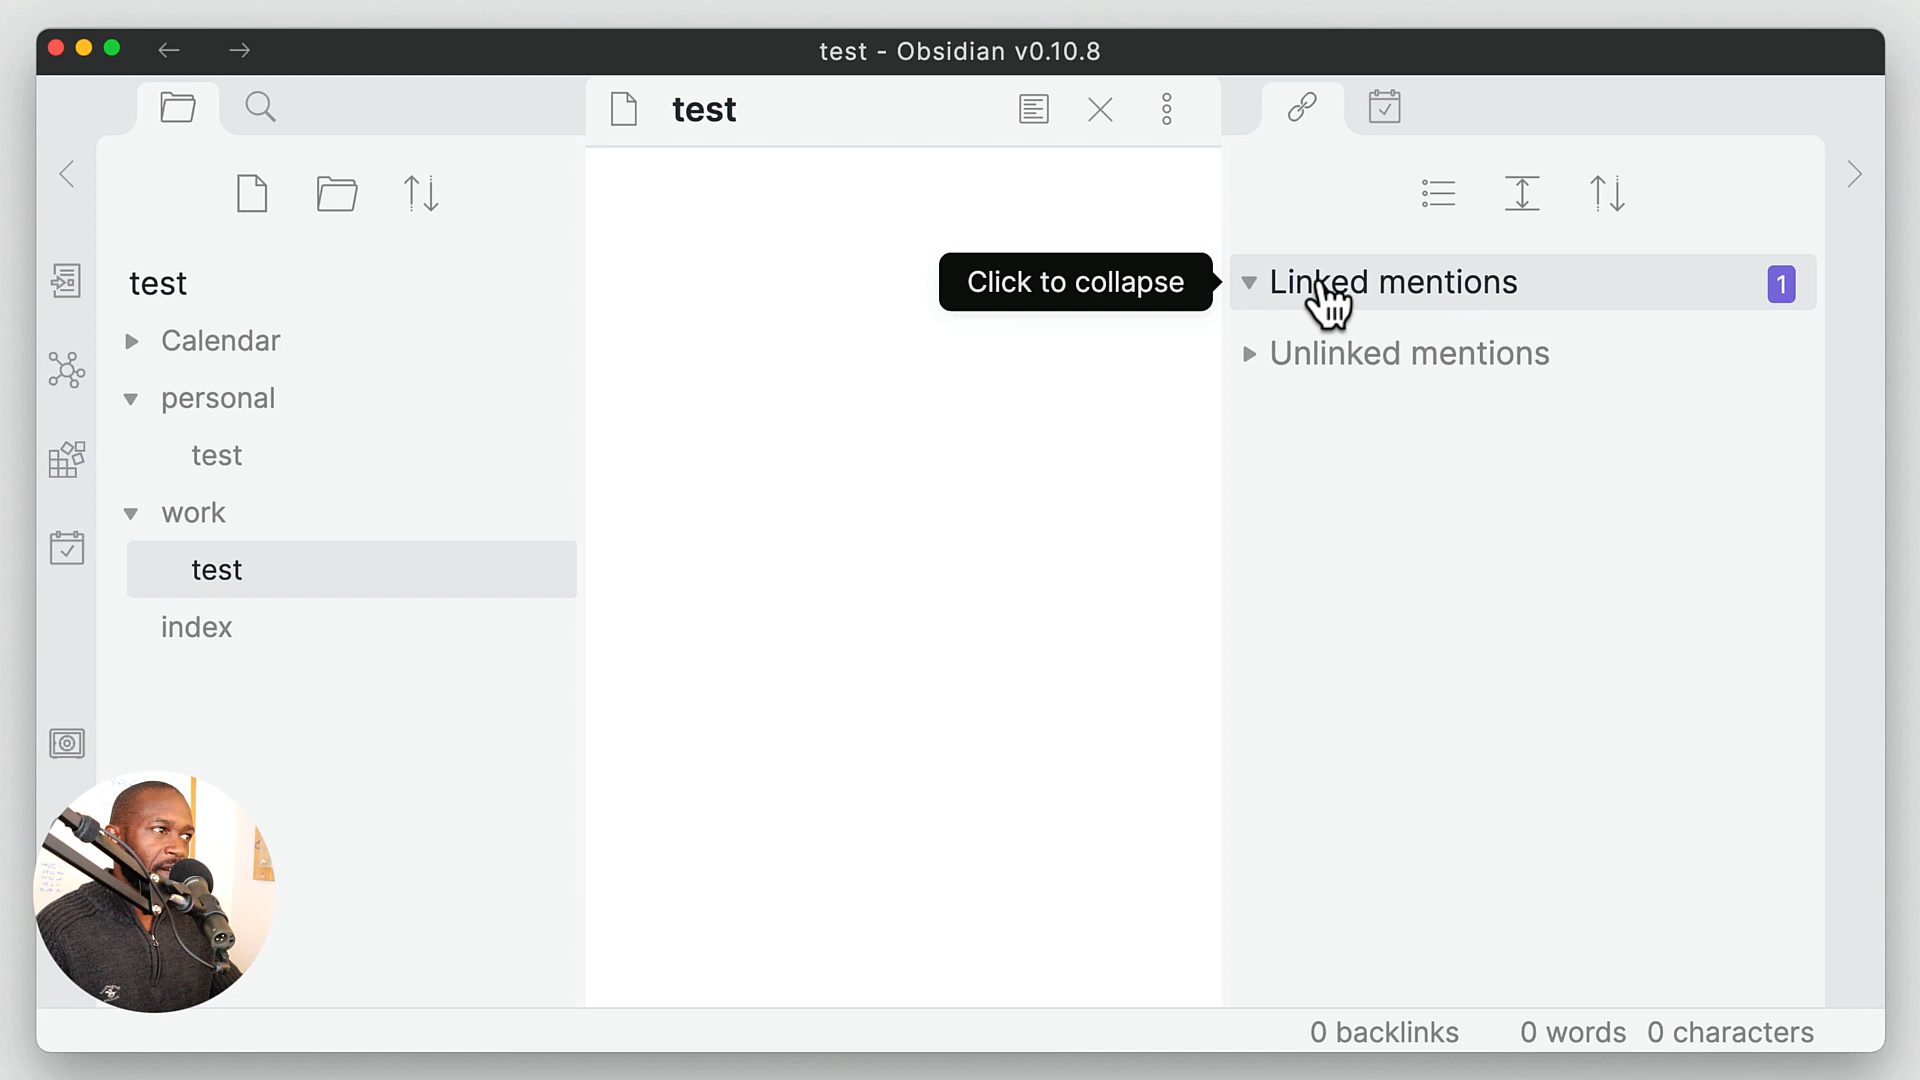 test - Obsidian v0.10.8
test
test
Calendar
personal
test
work
test
index
Click to collapse
Linked mentions
1
Unlinked mentions
0 backlinks
0 words
0 characters